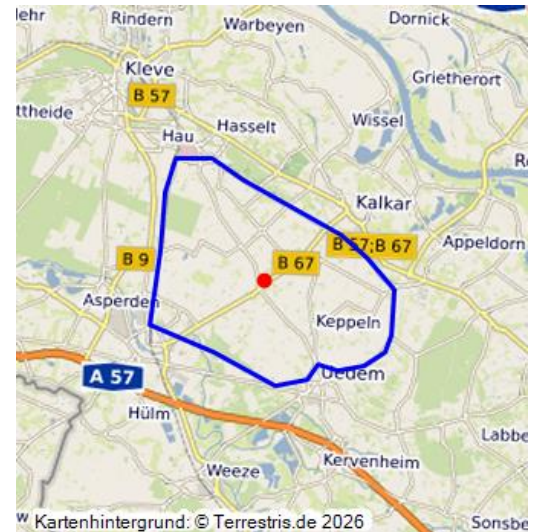 Rindern
Warbeyen
Dornick
Kleve
Grietherort
B 57
Hasselt
Wissel
Hau
Kalkar
B 57;B 67
Appeldorn
B 9
B 67
Asperden
Keppeln
A 57
Uedem
Hülm
Weeze
Kervenheim
Kartenhintergrund: © Terrestris.de 2026